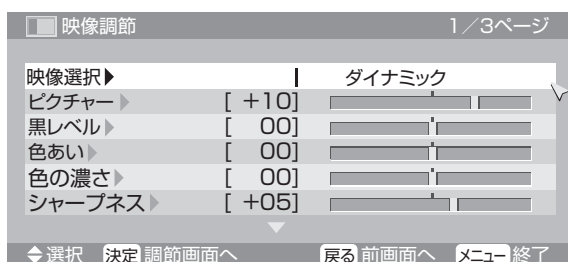 映像調節 1/3ページ
映像選択 ダイナミック
ピクチャー [ +10]
黒レベル [ 00]
色あい [ 00]
色の濃さ [ 00]
シャープネス [ +05]
選択 決定 調節画面へ 戻る 前画面へ メニュー 終了